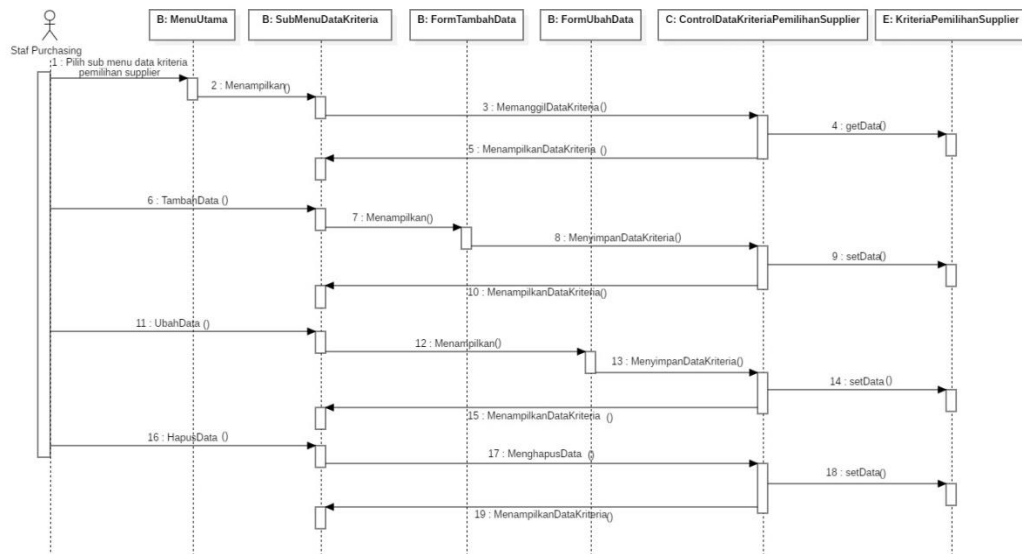 B: MenuUtama
B: SubMenuDataKriteria
B: FormTambahData
B: FormUbahData
C: ControlDataKriteriaPemilihanSupplier
E: KriteriaPemilihanSupplier
Staf Purchasing
1 : Pilih sub menu data kriteria
pemilihan supplier
2 : Menampilkan()
3 : MemanggilDataKriteria()
4 : getData()
5 : MenampilkanDataKriteria ()
6 : TambahData ()
7 : Menampilkan()
8 : MenyimpanDataKriteria()
9 : setData()
10 : MenampilkanDataKriteria()
11 : UbahData ()
12 : Menampilkan()
13 : MenyimpanDataKriteria()
14 : setData()
15 : MenampilkanDataKriteria ()
16 : HapusData ()
17 : MenghapusData ()
18 : setData()
19 : MenampilkanDataKriteria()